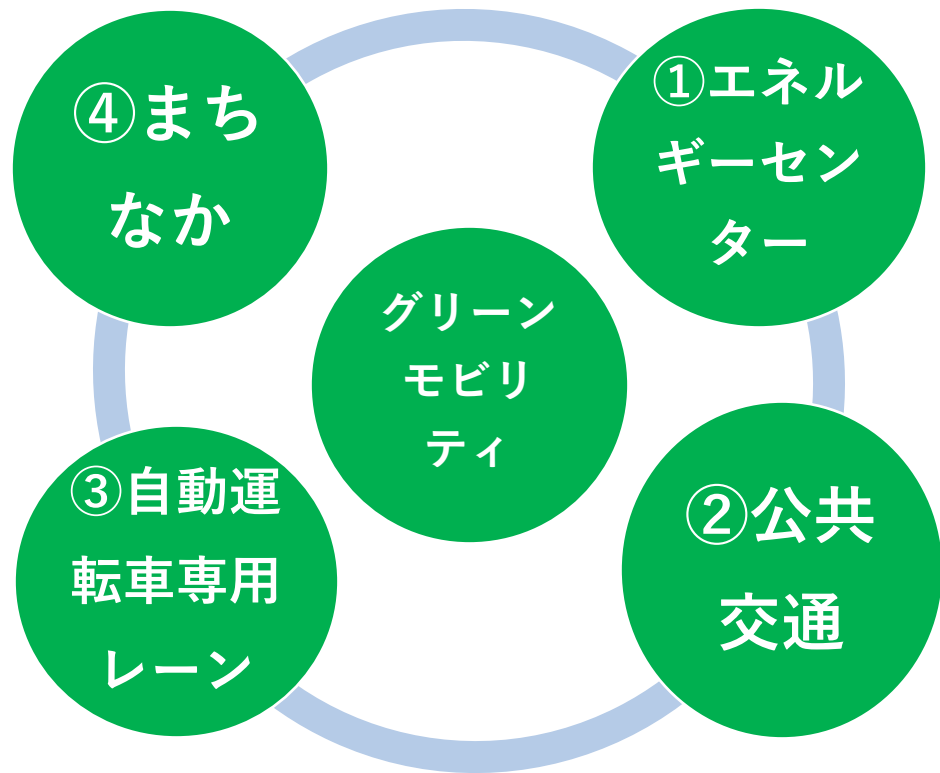 ④まち
なか
①エネル
ギーセン
ター
グリーン
モビリ
ティ
③自動運
転車専用
レーン
②公共
交通